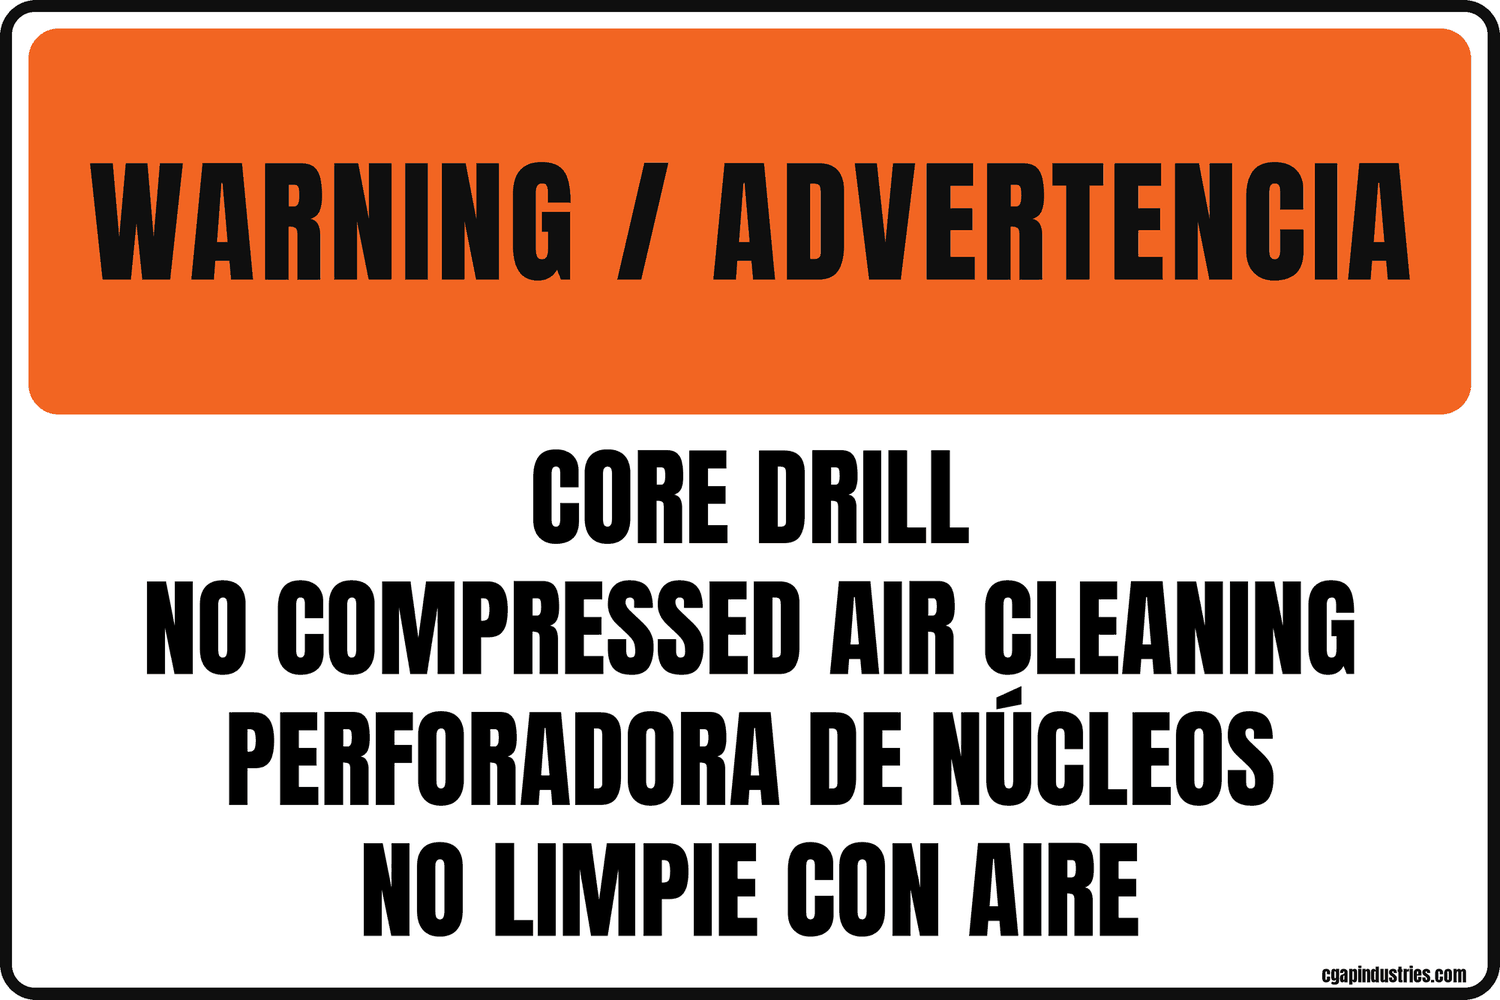 WARNING / ADVERTENCIA
CORE DRILL
NO COMPRESSED AIR CLEANING
PERFORADORA DE NÚCLEOS
NO LIMPIE CON AIRE
cgapindustries.com